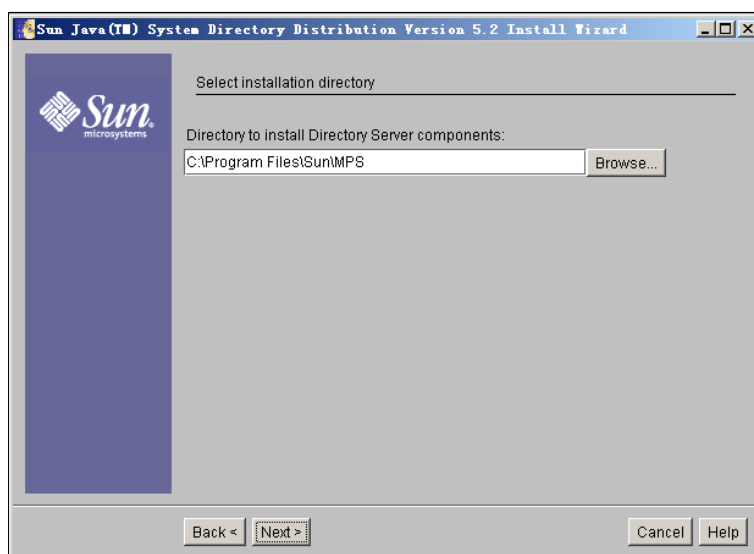 Sun Java(TM) System Directory Distribution Version 5.2 Install Wizard
Sun
microsystems
Select installation directory
Directory to install Directory Server components:
C:\Program Files\Sun\MPS
Browse...
Back <
Next >
Cancel
Help